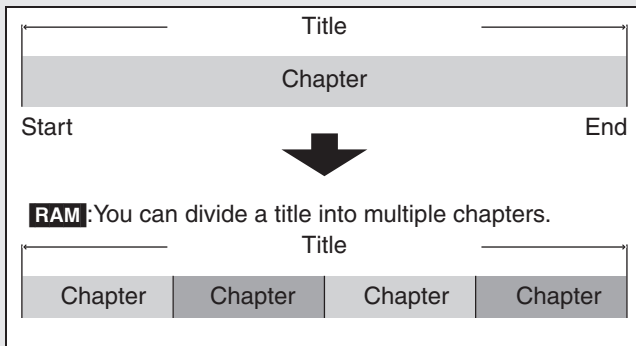 Title
Chapter
Start End
RAM:You can divide a title into multiple chapters.
Title
Chapter Chapter Chapter Chapter